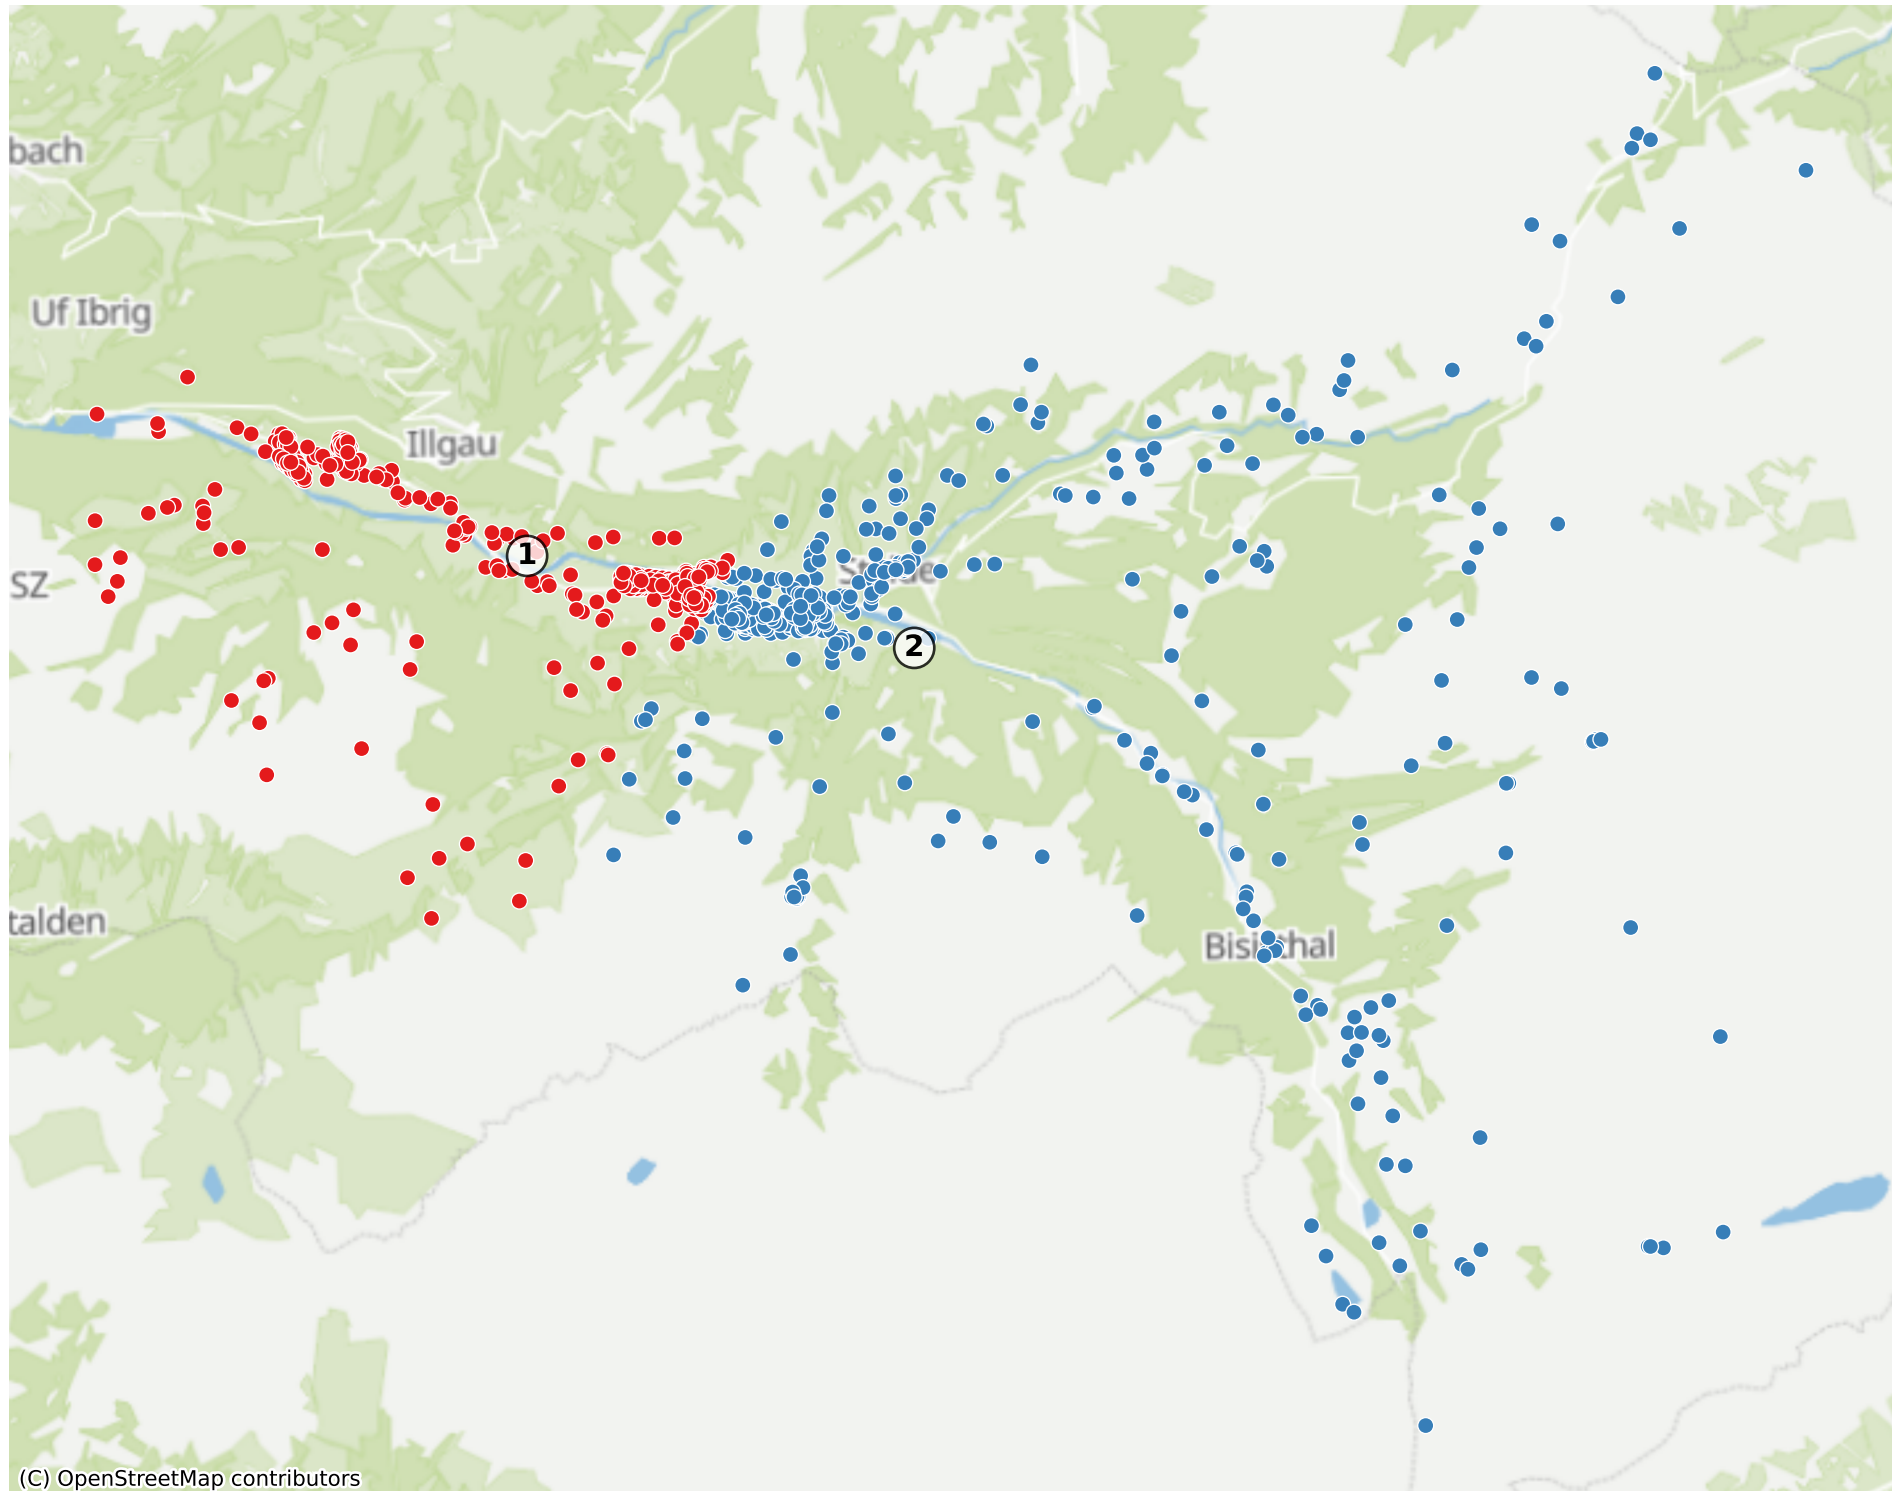 bach
Uf Ibrig
Illgau
SZ
1
2
talden
(C) OpenStreetMap contributors